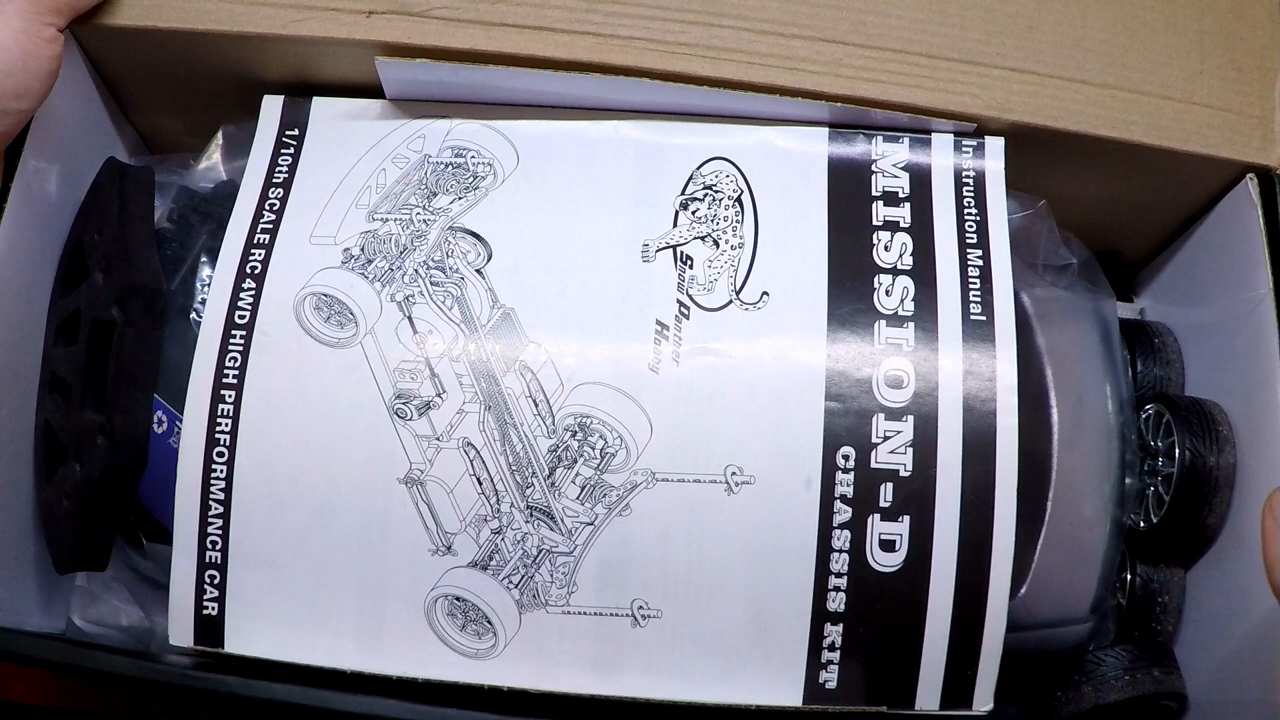 Instruction Manual
MISSION-D
CHASSIS KIT
Snow Panther
Hobby
1/10th SCALE RC 4WD HIGH PERFORMANCE CAR